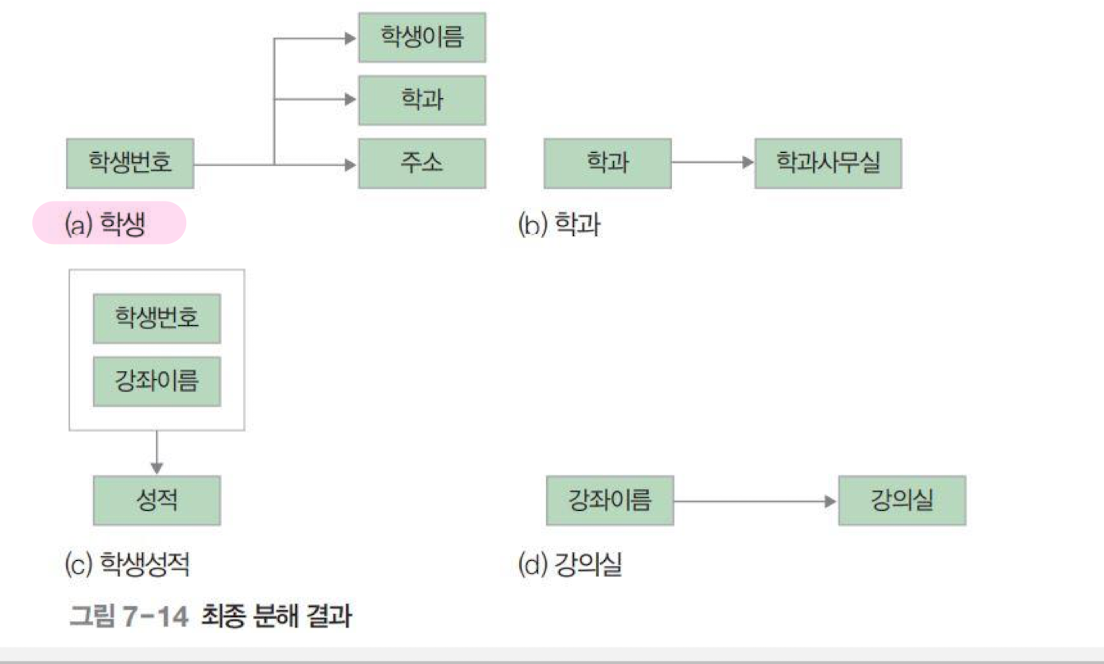 학생이름
학과
학생번호
주소
(a) 학생
학과
학과사무실
(b) 학과
학생번호
강좌이름
성적
(c) 학생성적
강좌이름
강의실
(d) 강의실
그림 7-14 최종 분해 결과